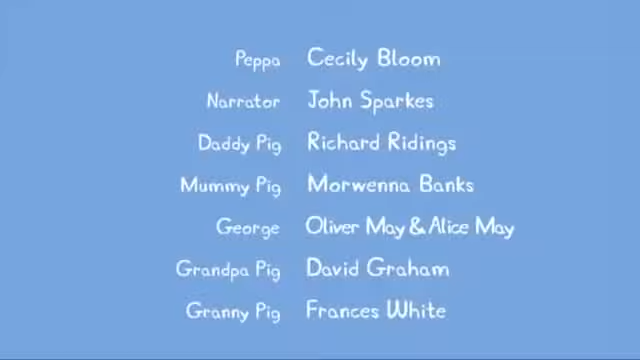 Peppa Cecily Bloom
Narrator John Sparkes
Daddy Pig Richard Ridings
Mummy Pig Morwenna Banks
George Oliver May & Alice May
Grandpa Pig David Graham
Granny Pig Frances White